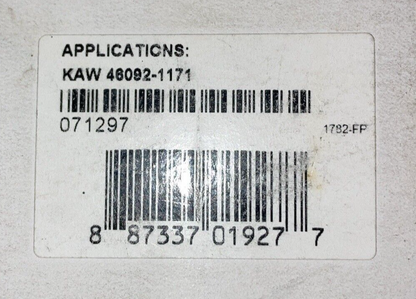 APPLICATIONS:
KAW 46092-1171
071297
1782-FP
8 87337 01927 7